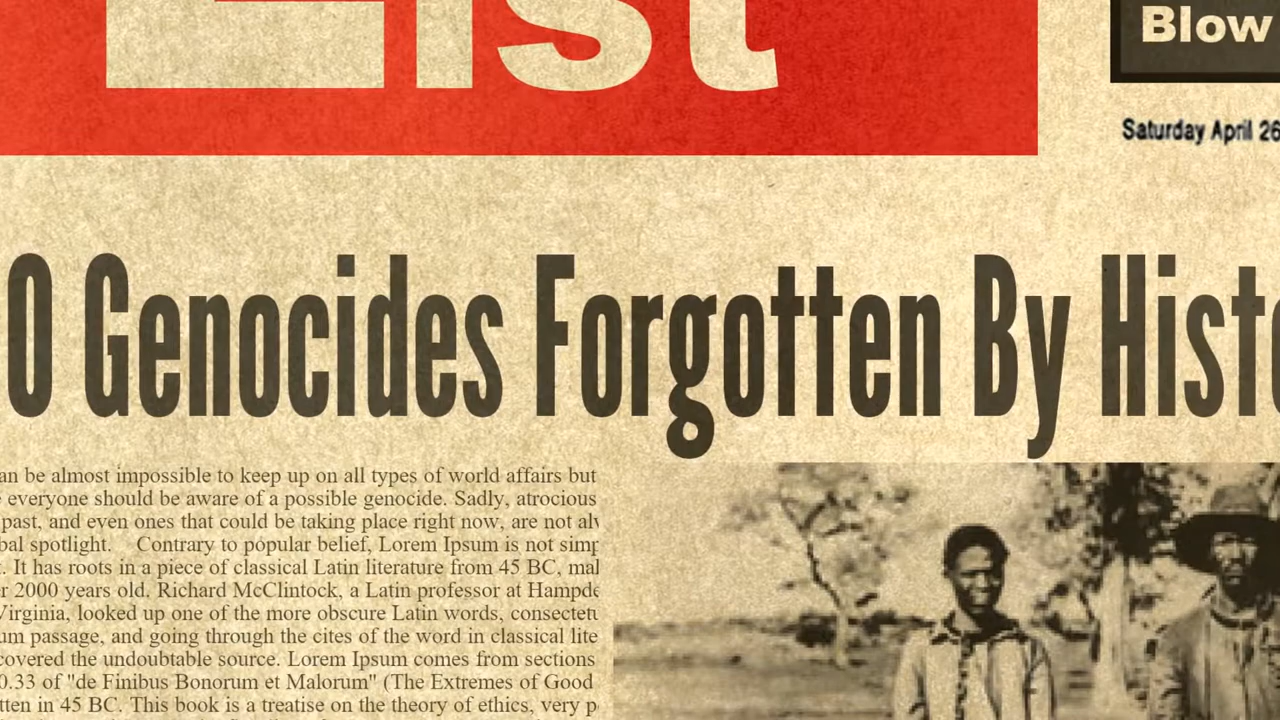 List
Blow
Saturday April 26
0 Genocides Forgotten By Histo
an be almost impossible to keep up on all types of world affairs but
everyone should be aware of a possible genocide. Sadly, atrocious
past, and even ones that could be taking place right now, are not alw
bal spotlight. Contrary to popular belief, Lorem Ipsum is not simp
. It has roots in a piece of classical Latin literature from 45 BC, mak
r 2000 years old. Richard McClintock, a Latin professor at Hampde
Virginia, looked up one of the more obscure Latin words, consectetu
um passage, and going through the cites of the word in classical lite
covered the undoubtable source. Lorem Ipsum comes from sections
0.33 of "de Finibus Bonorum et Malorum" (The Extremes of Good
tten in 45 BC. This book is a treatise on the theory of ethics, very p